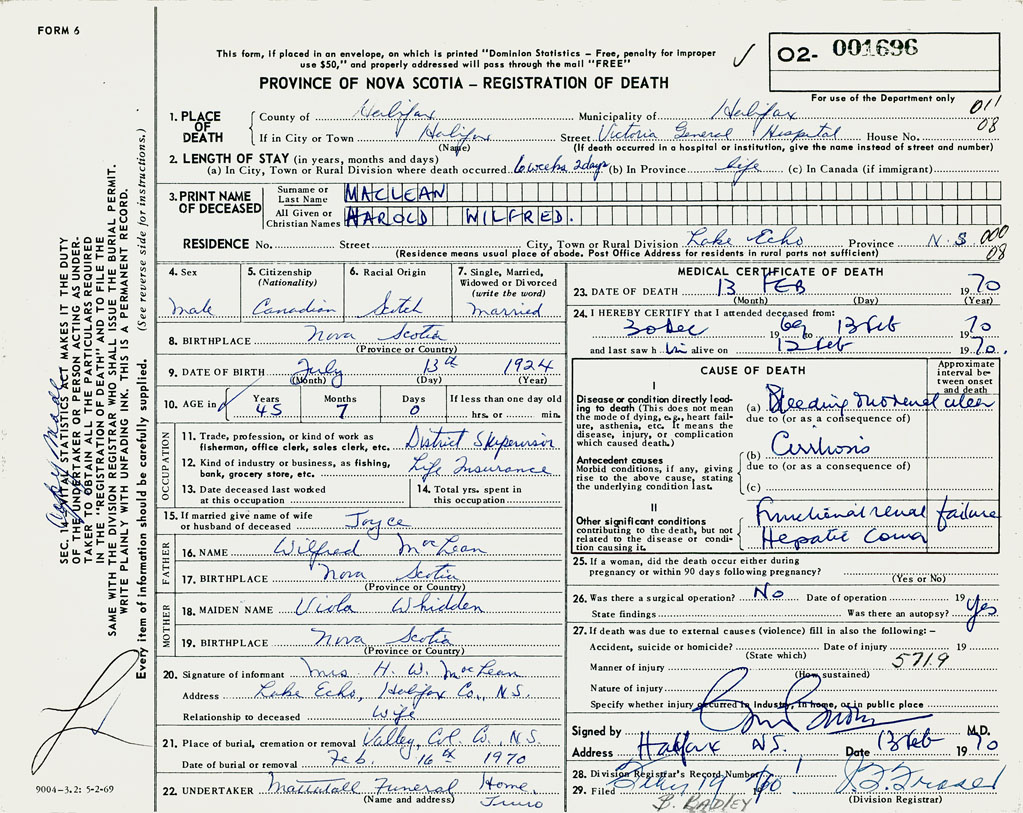 FORM 6
This form, if placed in an envelope, on which is printed "Dominion Statistics – Free, penalty for improper
use $50," and properly addressed will pass through the mail "FREE"
PROVINCE OF NOVA SCOTIA – REGISTRATION OF DEATH
O2- 001696
For use of the Department only
011
08
1. PLACE OF DEATH
County of Halifax Municipality of Halifax
If in City or Town Halifax Street Victoria General Hospital House No.
(Name) (If death occurred in a hospital or institution, give the name instead of street and number)
2. LENGTH OF STAY (in years, months and days)
(a) In City, Town or Rural Division where death occurred 6 weeks 2 days (b) In Province life (c) In Canada (if immigrant)
3. PRINT NAME OF DECEASED
Surname or Last Name MACLEAN
All Given or Christian Names HAROLD WILFRED.
RESIDENCE No. Street City, Town or Rural Division Lake Echo Province N.S. 000
(Residence means usual place of abode. Post Office Address for residents in rural parts not sufficient) 08
4. Sex
Male
5. Citizenship
(Nationality)
Canadian
6. Racial Origin
Scotch
7. Single, Married,
Widowed or Divorced
(write the word)
Married
8. BIRTHPLACE Nova Scotia
(Province or Country)
9. DATE OF BIRTH July 13th 1924
(Month) (Day) (Year)
10. AGE in Years Months Days If less than one day old
45 7 0 hrs. or min.
OCCUPATION
11. Trade, profession, or kind of work as
fisherman, office clerk, sales clerk, etc. District Supervisor
12. Kind of industry or business, as fishing,
bank, grocery store, etc. Life Insurance
13. Date deceased last worked
at this occupation
14. Total yrs. spent in
this occupation
15. If married give name of wife
or husband of deceased Joyce
FATHER
16. NAME Wilfred MacLean
17. BIRTHPLACE Nova Scotia
(Province or Country)
MOTHER
18. MAIDEN NAME Viola Whidden
19. BIRTHPLACE Nova Scotia
(Province or Country)
20. Signature of informant Mrs H. W. MacLean
Address Lake Echo, Halifax Co., N.S.
Relationship to deceased Wife
21. Place of burial, cremation or removal Valley, Col. Co., N.S.
Date of burial or removal Feb. 16th 1970
22. UNDERTAKER Mattatall Funeral Home,
(Name and address) Truro
MEDICAL CERTIFICATE OF DEATH
23. DATE OF DEATH 13 FEB 1970
(Month) (Day) (Year)
24. I HEREBY CERTIFY that I attended deceased from:
30 Dec 1969 to 13 Feb 1970
and last saw h im alive on 12 Feb 1970.
CAUSE OF DEATH
Approximate
interval be-
tween onset
and death
I
Disease or condition directly lead-
ing to death (This does not mean
the mode of dying, e.g., heart fail-
ure, asthenia, etc. It means the
disease, injury, or complication
which caused death.)
(a) Bleeding duodenal ulcer
due to (or as a consequence of)
Antecedent causes
Morbid conditions, if any, giving
rise to the above cause, stating
the underlying condition last.
(b) Cirrhosis
due to (or as a consequence of)
(c)
II
Other significant conditions
contributing to the death, but not
related to the disease or condi-
tion causing it.
Functional renal failure
Hepatic Coma
25. If a woman, did the death occur either during
pregnancy or within 90 days following pregnancy?
(Yes or No)
26. Was there a surgical operation? No Date of operation 19
State findings Was there an autopsy? Yes
27. If death was due to external causes (violence) fill in also the following: –
Accident, suicide or homicide? Date of injury 19
(State which) 5719
Manner of injury
(How sustained)
Nature of injury
Specify whether injury occurred in industry, in home, or in public place
Signed by M.D.
Address Halifax N.S. Date 13 Feb 1970
28. Division Registrar's Record Number
29. Filed 19
B. BADLEY
(Division Registrar)
SEC. 14 VITAL STATISTICS ACT MAKES IT THE DUTY
OF THE UNDERTAKER OR PERSON ACTING AS UNDER-
TAKER TO OBTAIN ALL THE PARTICULARS REQUIRED
IN THE "REGISTRATION OF DEATH" AND TO FILE THE
SAME WITH THE DIVISION REGISTRAR WHO SHALL ISSUE THE BURIAL PERMIT.
WRITE PLAINLY WITH UNFADING INK. THIS IS A PERMANENT RECORD.
Every item of information should be carefully supplied. (See reverse side for instructions.)
9004–3.2: 5-2-69